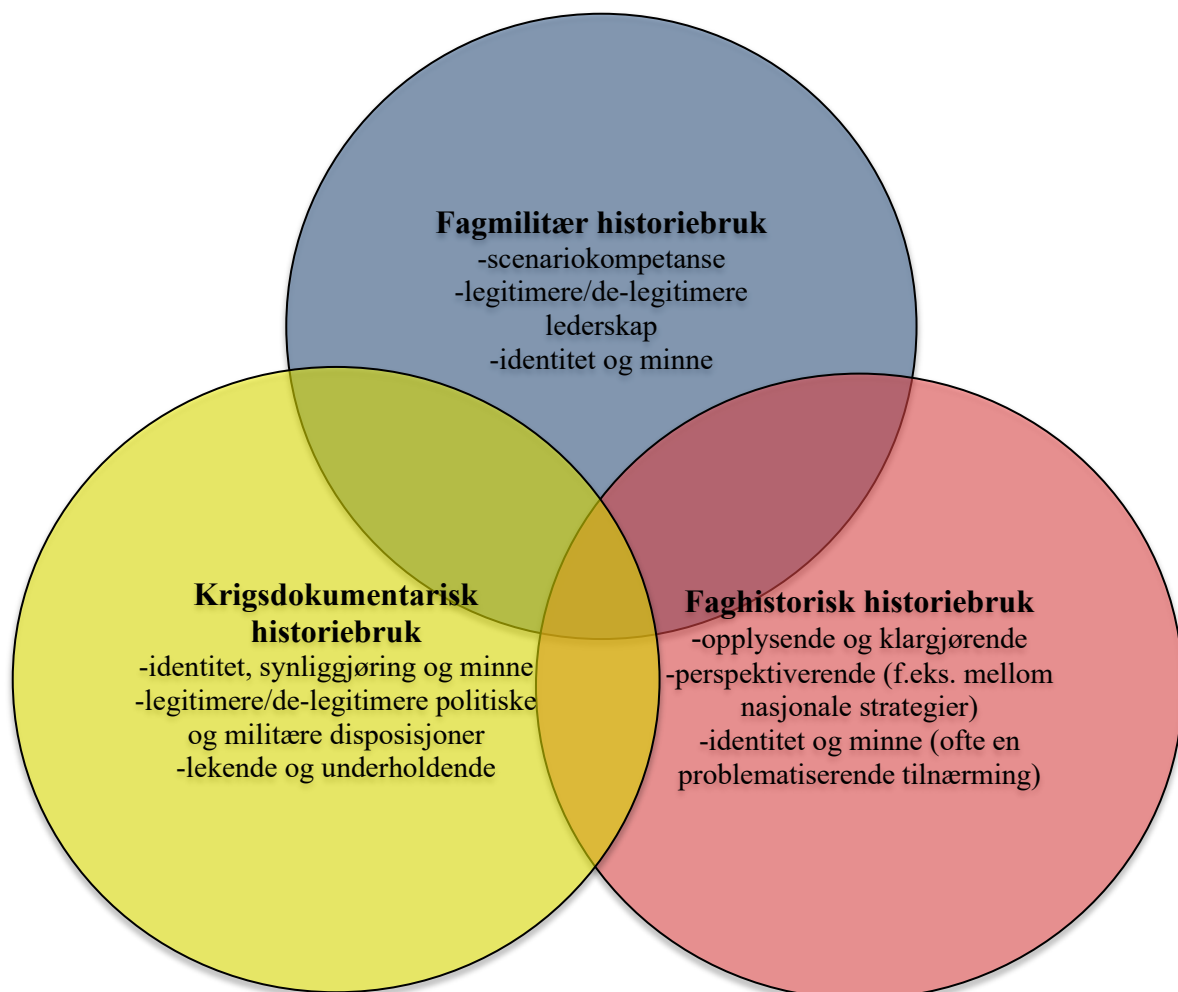 Fagmilitær historiebruk
-scenariokompetanse
-legitimere/de-legitimere
lederskap
-identitet og minne
Krigsdokumentarisk
historiebruk
-identitet, synliggjøring og minne
-legitimere/de-legitimere politiske
og militære disposisjoner
-lekende og underholdende
Faghistorisk historiebruk
-opplysende og klargjørende
-perspektiverende (f.eks. mellom
nasjonale strategier)
-identitet og minne (ofte en
problematiserende tilnærming)